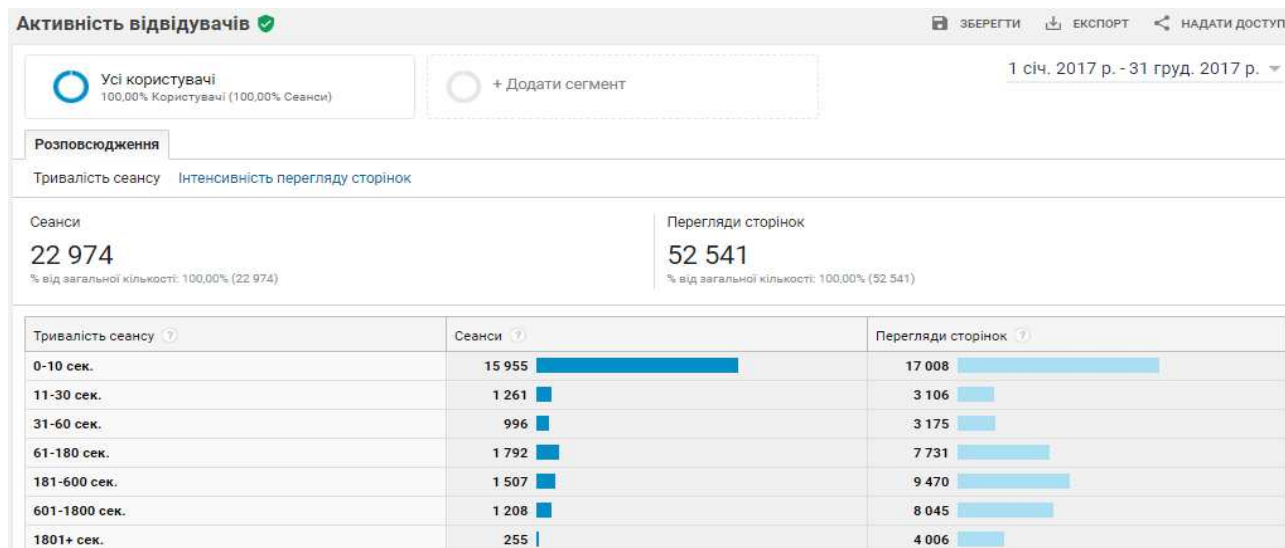 Активність відвідувачів
ЗБЕРЕГТИ ЕКСПОРТ НАДАТИ ДОСТУП
Усі користувачі
100,00% Користувачі (100,00% Сеанси)
+ Додати сегмент
1 січ. 2017 р. - 31 груд. 2017 р.
Розповсюдження
Тривалість сеансу Інтенсивність перегляду сторінок
Сеанси Перегляди сторінок
22 974 52 541
% від загальної кількості: 100,00% (22 974) % від загальної кількості: 100,00% (52 541)
Тривалість сеансу ? Сеанси ? Перегляди сторінок ?
0-10 сек. 15 955 17 008
11-30 сек. 1 261 3 106
31-60 сек. 996 3 175
61-180 сек. 1 792 7 731
181-600 сек. 1 507 9 470
601-1800 сек. 1 208 8 045
1801+ сек. 255 4 006